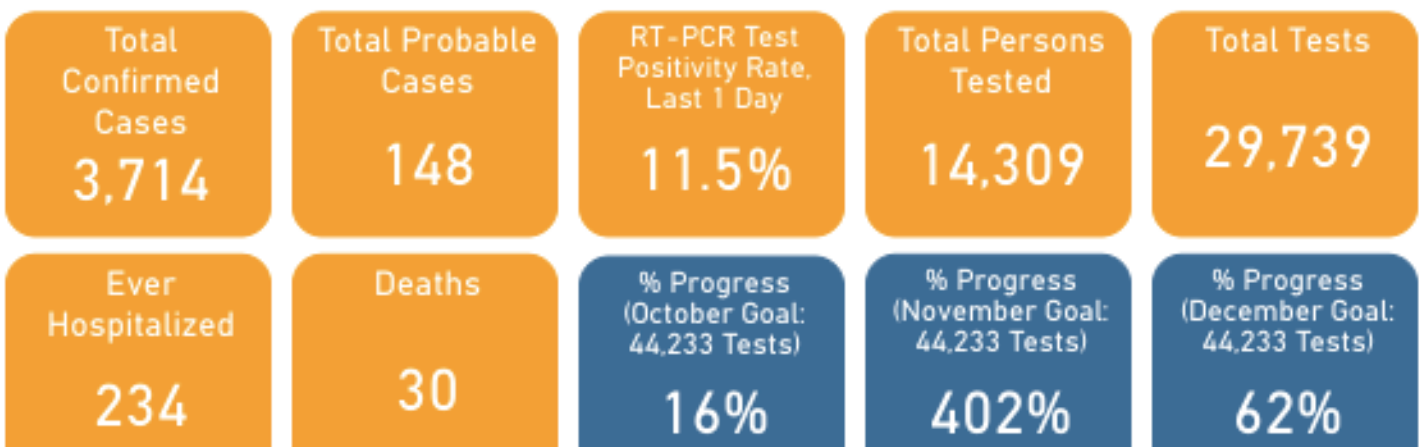 Total
Confirmed
Cases
3,714
Total Probable
Cases
148
RT-PCR Test
Positivity Rate,
Last 1 Day
11.5%
Total Persons
Tested
14,309
Total Tests
29,739
Ever
Hospitalized
234
Deaths
30
% Progress
(October Goal:
44,233 Tests)
16%
% Progress
(November Goal:
44,233 Tests)
402%
% Progress
(December Goal:
44,233 Tests)
62%